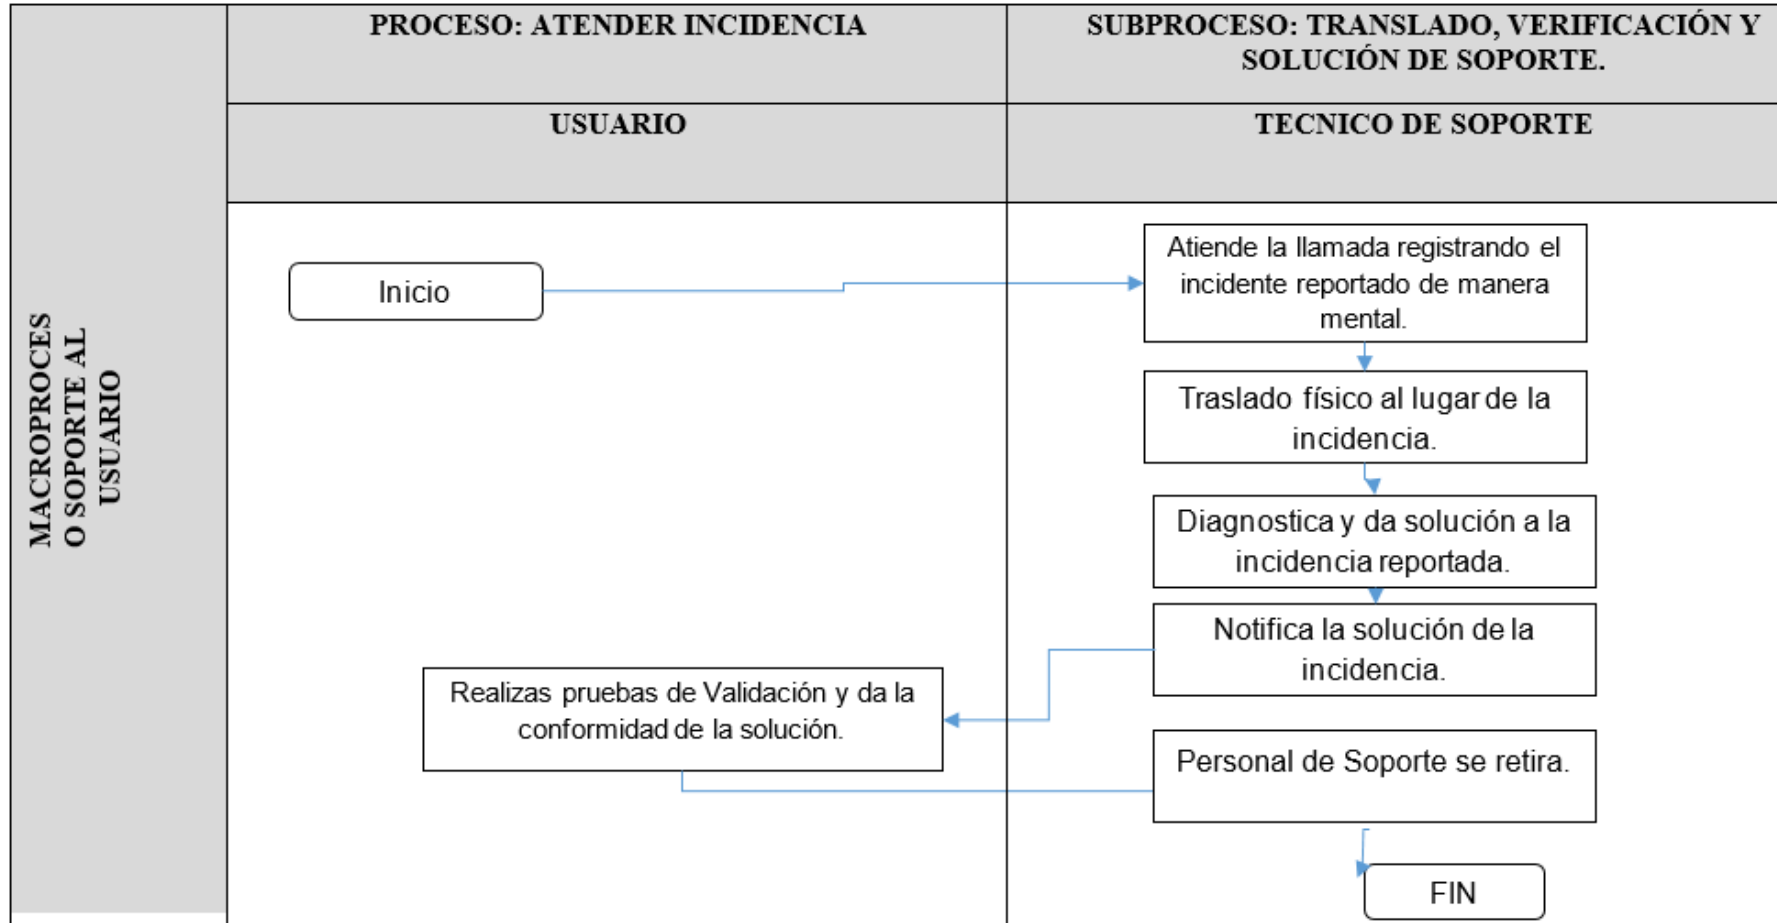 PROCESO: ATENDER INCIDENCIA
SUBPROCESO: TRANSLADO, VERIFICACIÓN Y
SOLUCIÓN DE SOPORTE.
USUARIO
TECNICO DE SOPORTE
MACROPROCES
O SOPORTE AL
USUARIO
Inicio
Atiende la llamada registrando el
incidente reportado de manera
mental.
Traslado físico al lugar de la
incidencia.
Diagnostica y da solución a la
incidencia reportada.
Notifica la solución de la
incidencia.
Realizas pruebas de Validación y da la
conformidad de la solución.
Personal de Soporte se retira.
FIN